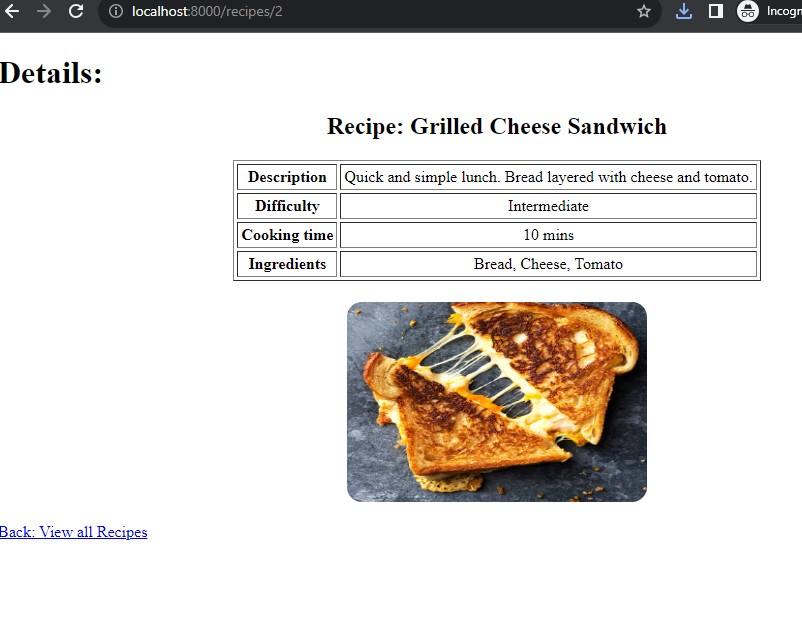 localhost:8000/recipes/2
Incogn
Details:
Recipe: Grilled Cheese Sandwich
Description Quick and simple lunch. Bread layered with cheese and tomato.
Difficulty Intermediate
Cooking time 10 mins
Ingredients Bread, Cheese, Tomato
Back: View all Recipes